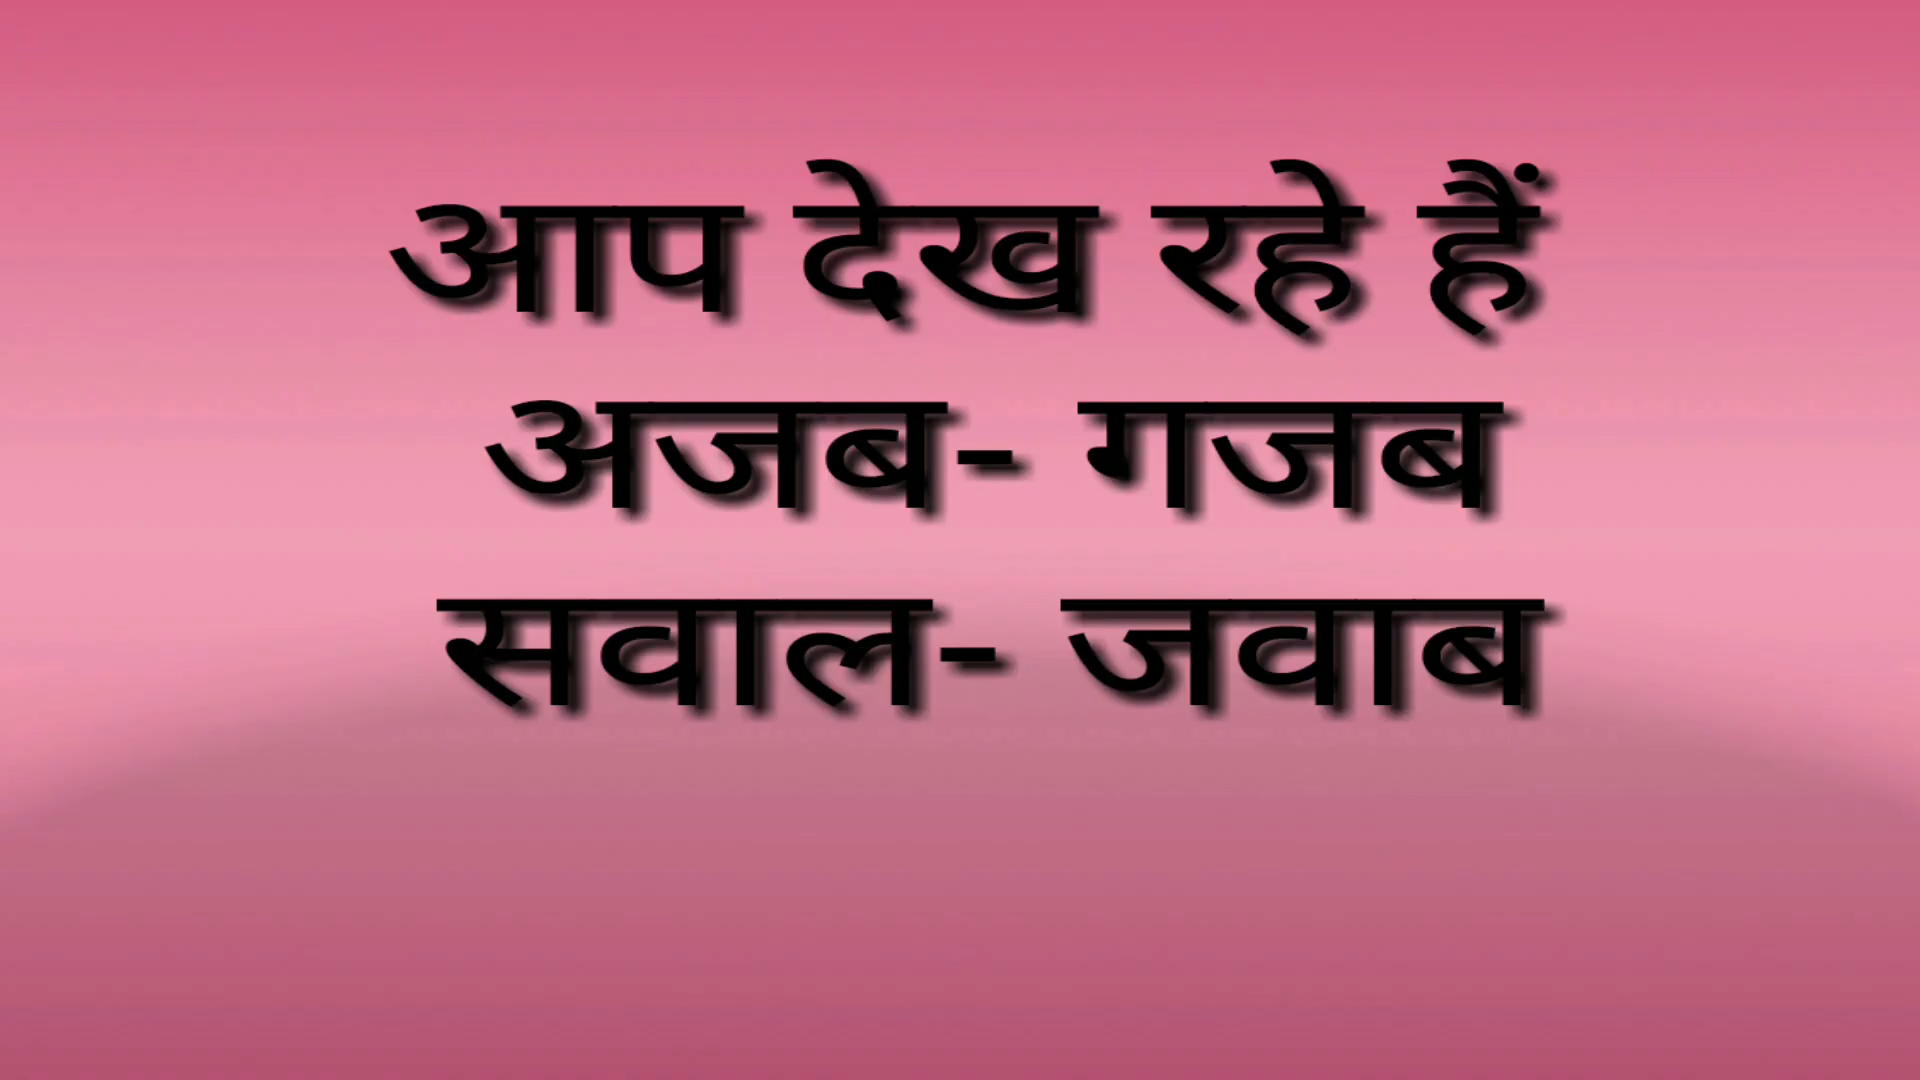 आप देख रहे हैं
अजब- गजब
सवाल- जवाब